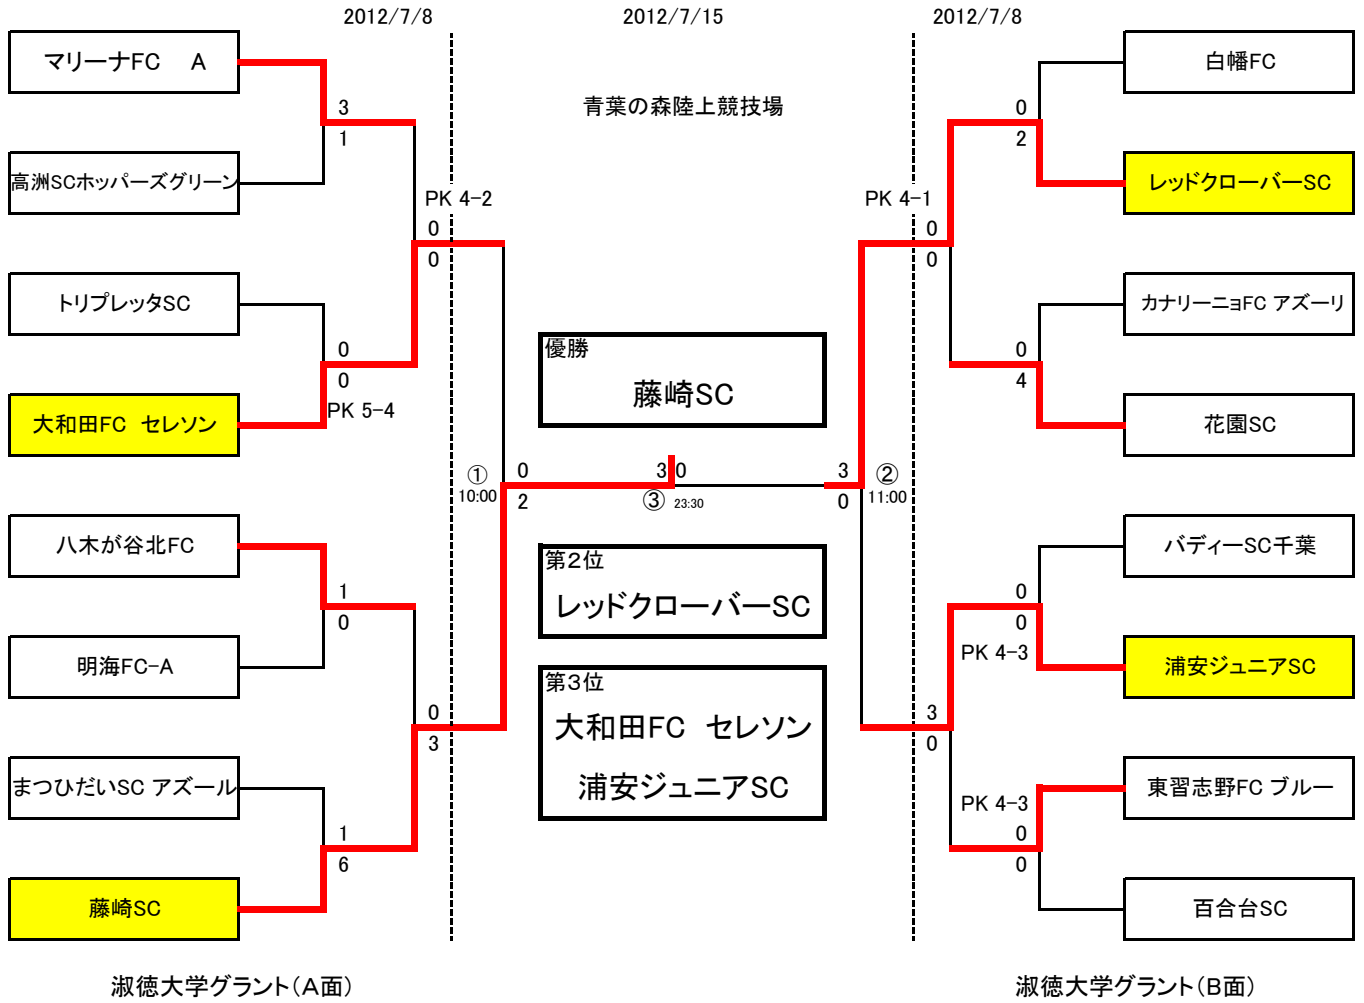 2012/7/8
2012/7/15
2012/7/8
マリーナFC　A
白幡FC
青葉の森陸上競技場
3
1
0
2
高洲SCホッパーズグリーン
レッドクローバーSC
PK 4-2
PK 4-1
0
0
0
0
トリプレッタSC
カナリーニョFC アズーリ
0
0
0
4
優勝
藤崎SC
大和田FC　セレソン
PK 5-4
花園SC
①
10:00
0
2
3 0
③ 23:30
3
0
②
11:00
八木が谷北FC
バディーSC千葉
第2位
レッドクローバーSC
1
0
0
0
明海FC-A
PK 4-3
浦安ジュニアSC
第3位
大和田FC　セレソン
浦安ジュニアSC
0
3
3
0
まつひだいSC アズール
東習志野FC ブルー
PK 4-3
1
6
0
0
藤崎SC
百合台SC
淑徳大学グラント(A面)
淑徳大学グラント(B面)